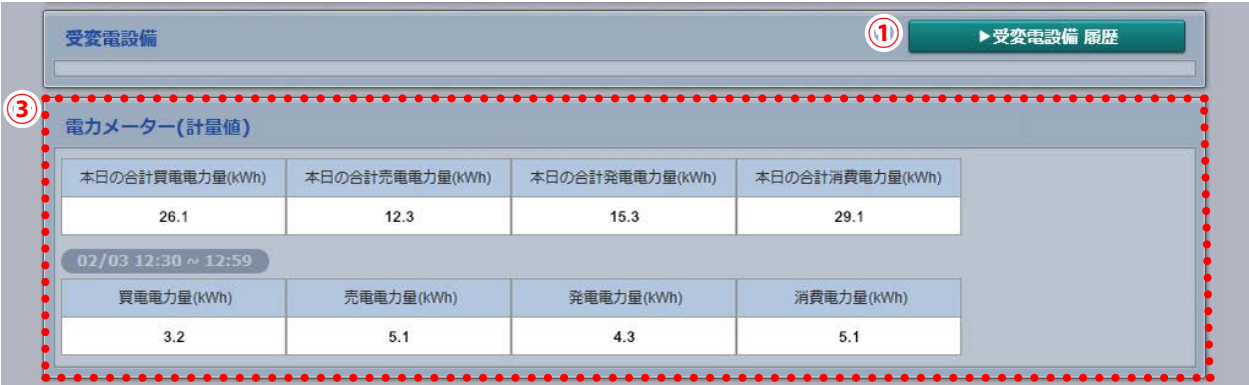 受変電設備
① ▶受変電設備 履歴
③
電力メーター(計量値)
本日の合計買電電力量(kWh) 本日の合計売電電力量(kWh) 本日の合計発電電力量(kWh) 本日の合計消費電力量(kWh)
26.1 12.3 15.3 29.1
02/03 12:30 ~ 12:59
買電電力量(kWh) 売電電力量(kWh) 発電電力量(kWh) 消費電力量(kWh)
3.2 5.1 4.3 5.1